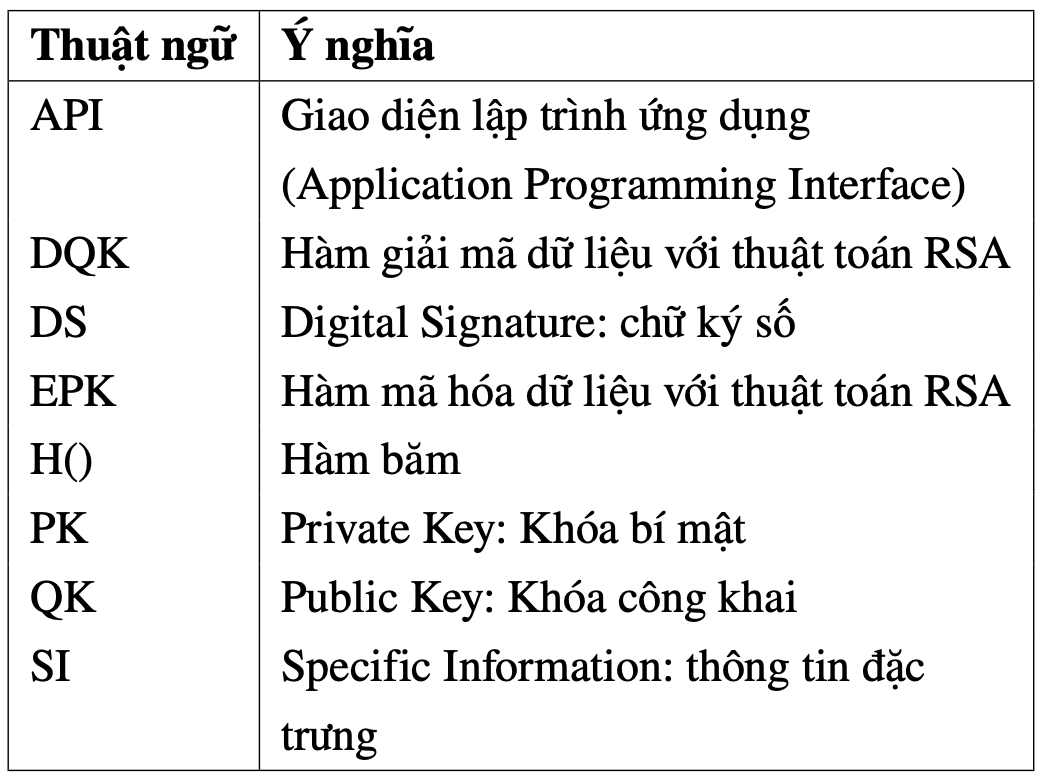 Thuật ngữ Ý nghĩa
API Giao diện lập trình ứng dụng
(Application Programming Interface)
DQK Hàm giải mã dữ liệu với thuật toán RSA
DS Digital Signature: chữ ký số
EPK Hàm mã hóa dữ liệu với thuật toán RSA
H() Hàm băm
PK Private Key: Khóa bí mật
QK Public Key: Khóa công khai
SI Specific Information: thông tin đặc
trưng